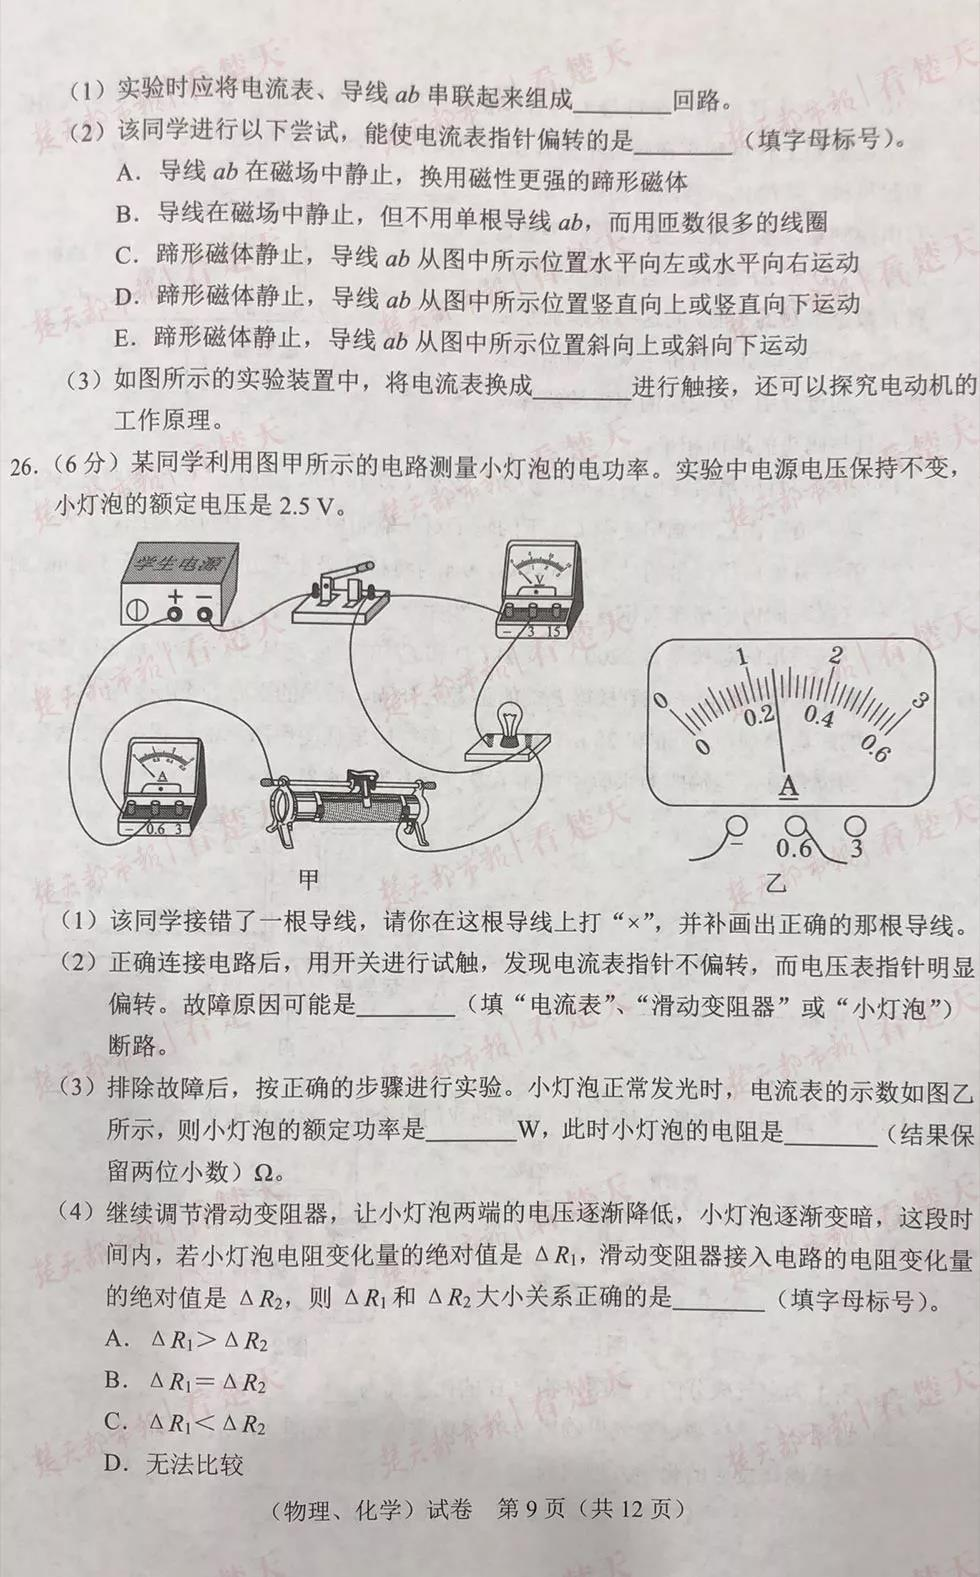 (1)实验时应将电流表、导线 ab 串联起来组成________回路。
(2)该同学进行以下尝试，能使电流表指针偏转的是________（填字母标号）。
A．导线 ab 在磁场中静止，换用磁性更强的蹄形磁体
B．导线在磁场中静止，但不用单根导线 ab，而用匝数很多的线圈
C．蹄形磁体静止，导线 ab 从图中所示位置水平向左或水平向右运动
D．蹄形磁体静止，导线 ab 从图中所示位置竖直向上或竖直向下运动
E．蹄形磁体静止，导线 ab 从图中所示位置斜向上或斜向下运动
(3)如图所示的实验装置中，将电流表换成________进行触接，还可以探究电动机的
工作原理。
26.（6 分）某同学利用图甲所示的电路测量小灯泡的电功率。实验中电源电压保持不变，
小灯泡的额定电压是 2.5 V。
学生电源
+ −
V
− 3 15
A
− 0.6 3
甲
0 1 2 3
0 0.2 0.4 0.6
A
− 0.6 3
乙
(1)该同学接错了一根导线，请你在这根导线上打“×”，并补画出正确的那根导线。
(2)正确连接电路后，用开关进行试触，发现电流表指针不偏转，而电压表指针明显
偏转。故障原因可能是________（填“电流表”、“滑动变阻器”或“小灯泡”）
断路。
(3)排除故障后，按正确的步骤进行实验。小灯泡正常发光时，电流表的示数如图乙
所示，则小灯泡的额定功率是_______W，此时小灯泡的电阻是_______（结果保
留两位小数）Ω。
(4)继续调节滑动变阻器，让小灯泡两端的电压逐渐降低，小灯泡逐渐变暗，这段时
间内，若小灯泡电阻变化量的绝对值是 ΔR1，滑动变阻器接入电路的电阻变化量
的绝对值是 ΔR2，则 ΔR1 和 ΔR2 大小关系正确的是_______（填字母标号）。
A．ΔR1＞ΔR2
B．ΔR1＝ΔR2
C．ΔR1＜ΔR2
D．无法比较
（物理、化学）试卷 第 9 页（共 12 页）
楚天都市报 看楚天